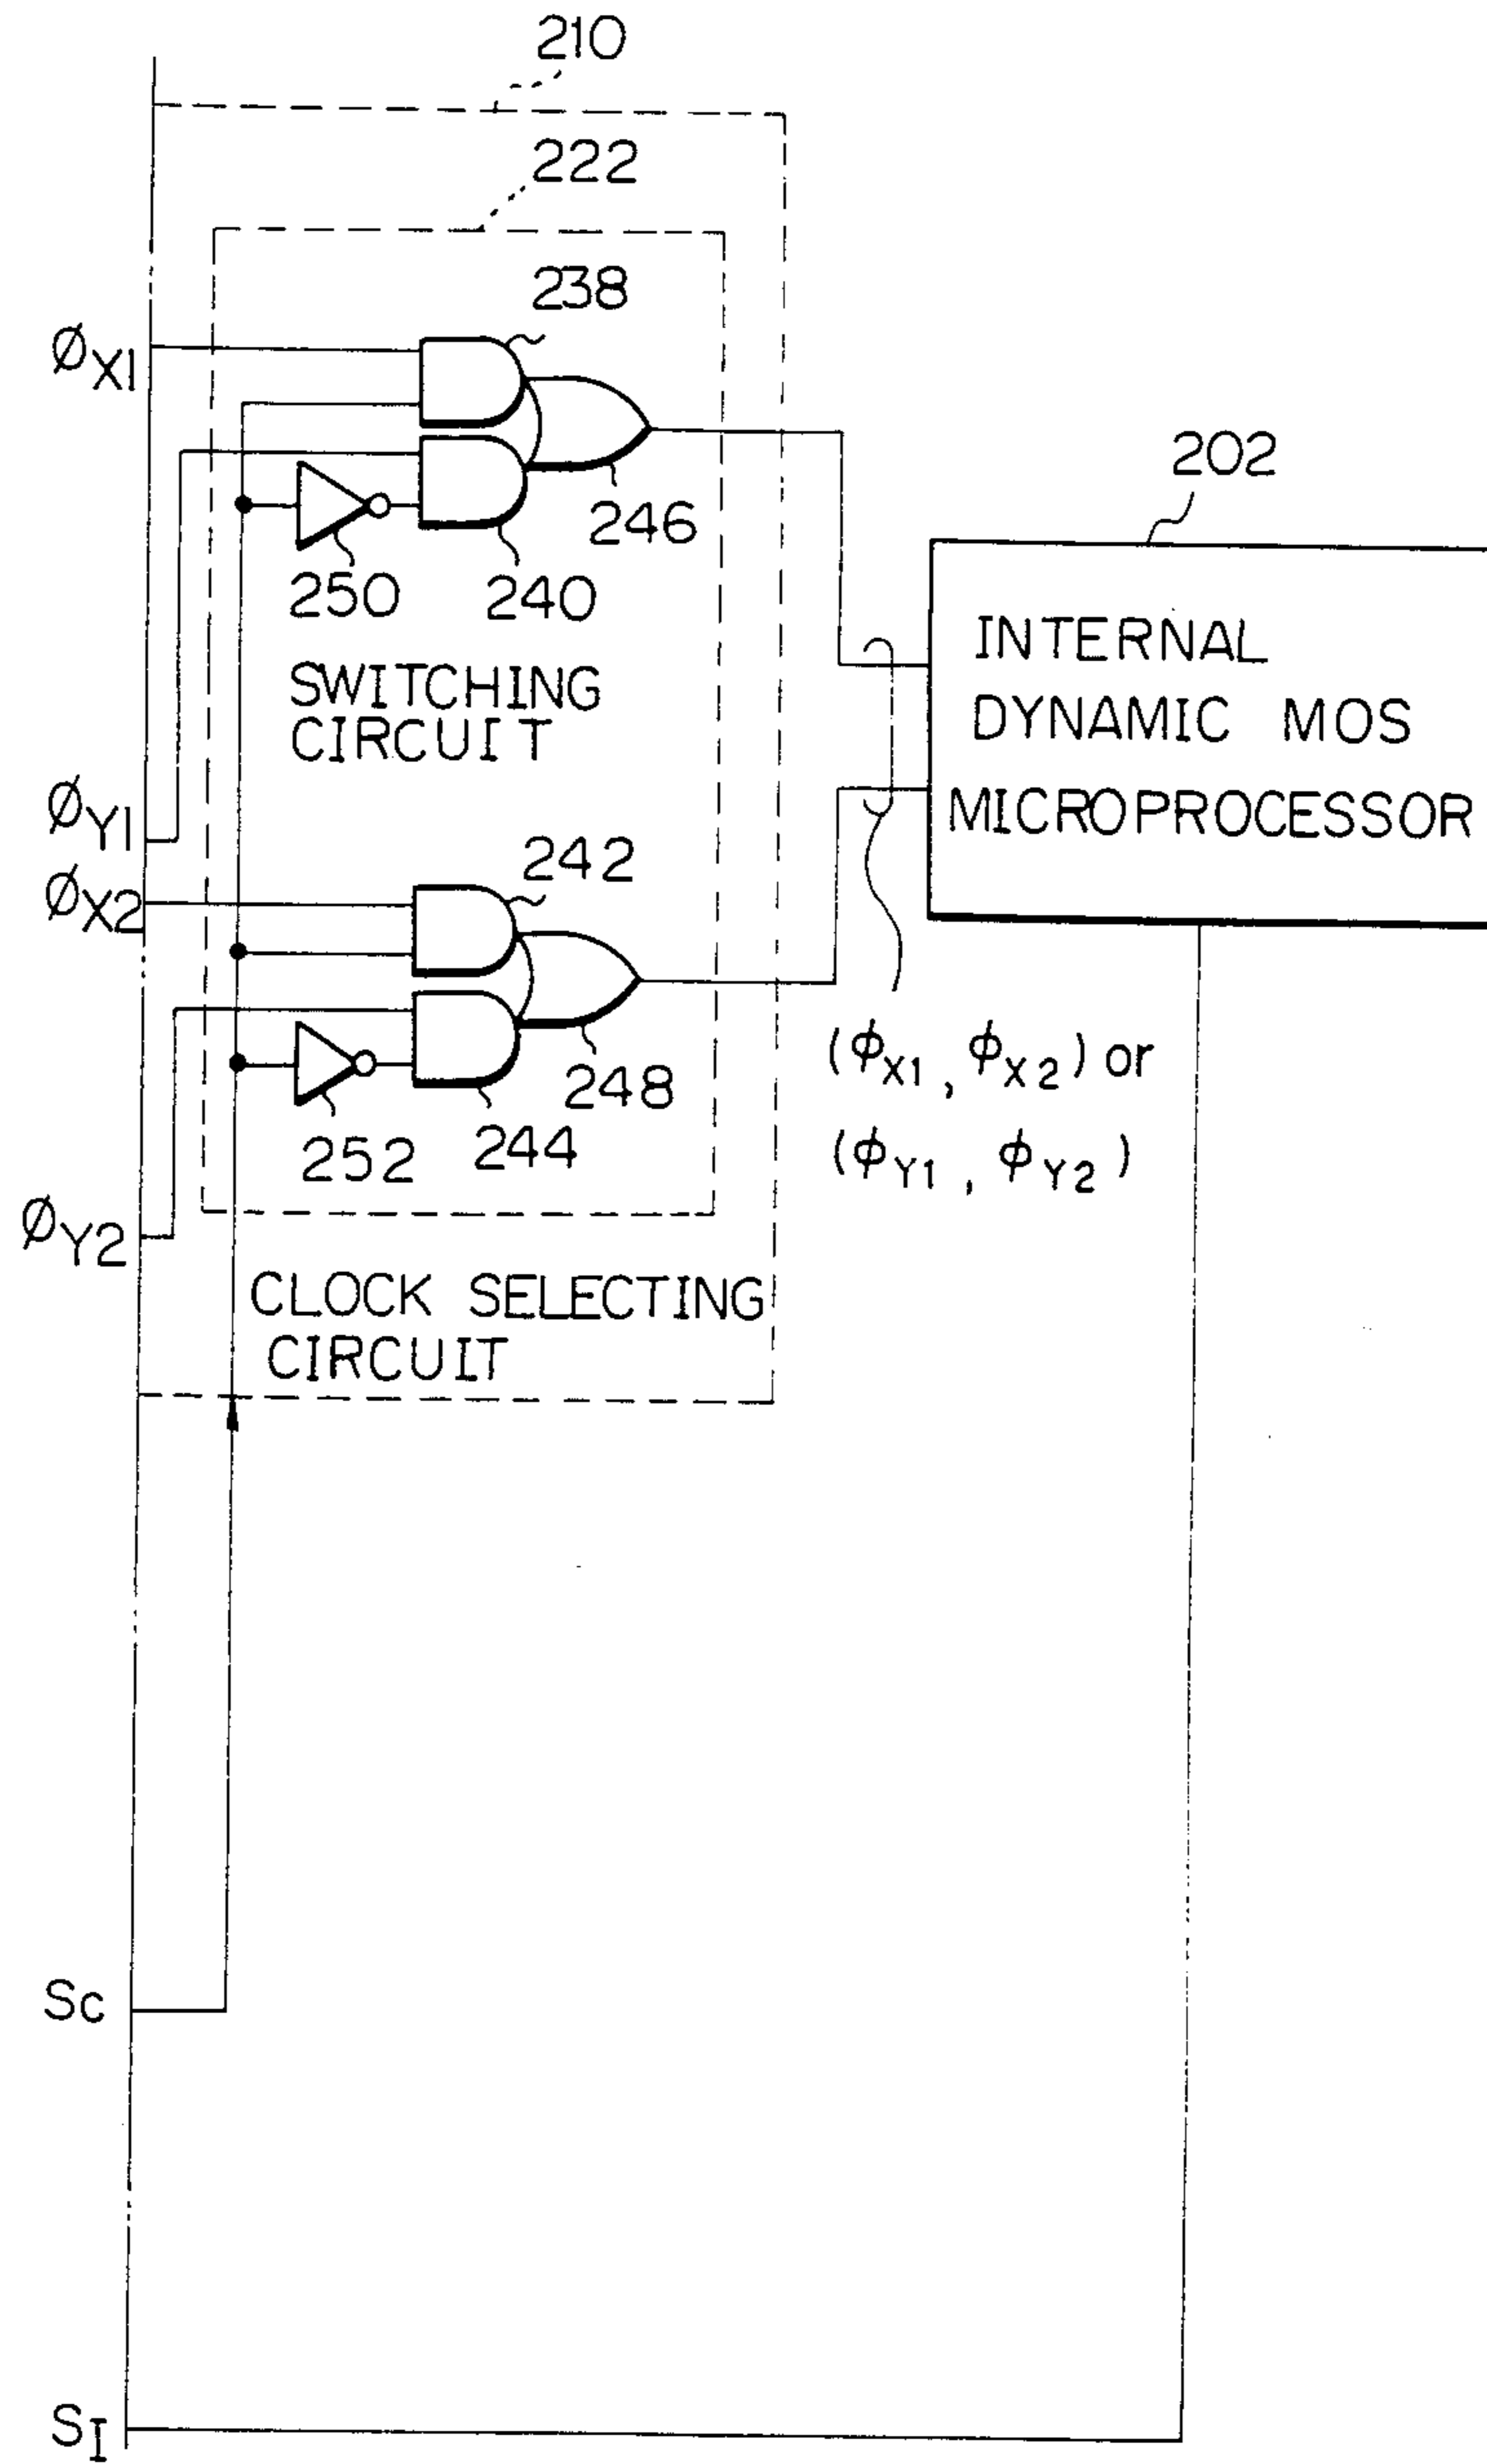 210
222
238
ØX1
202
246
250
240
INTERNAL
DYNAMIC MOS
MICROPROCESSOR
SWITCHING
CIRCUIT
ØY1
242
ØX2
(ϕX1, ϕX2) or
248
244
252
(ϕY1, ϕY2)
ØY2
CLOCK SELECTING
CIRCUIT
Sc
SI